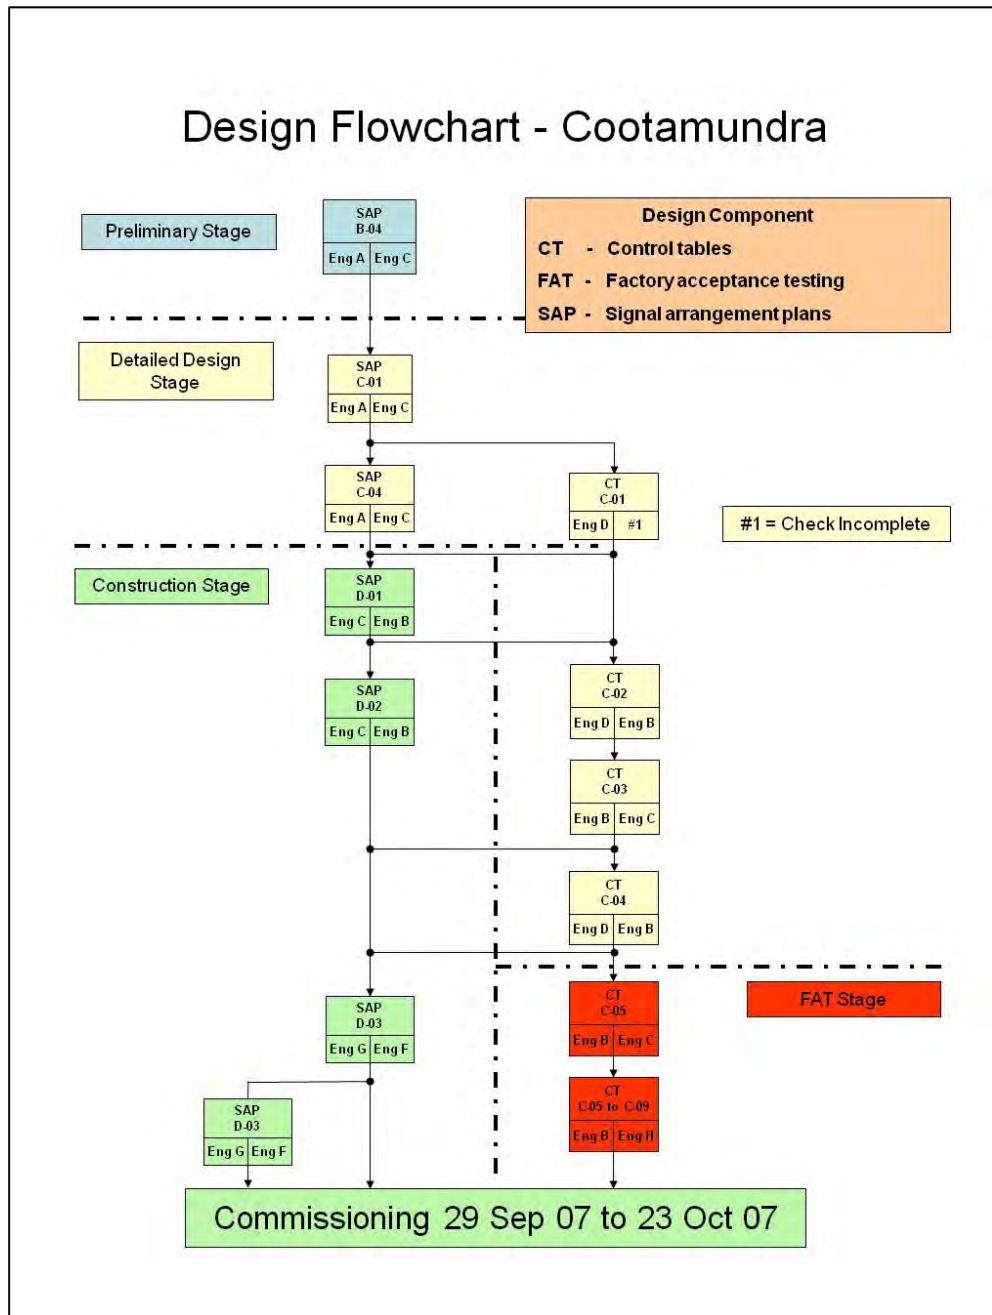 Design Flowchart - Cootamundra
Preliminary Stage
SAP
B-04
Eng A Eng C
Design Component
CT - Control tables
FAT - Factory acceptance testing
SAP - Signal arrangement plans
Detailed Design
Stage
SAP
C-01
Eng A Eng C
SAP
C-04
Eng A Eng C
CT
C-01
Eng D #1
#1 = Check Incomplete
Construction Stage
SAP
D-01
Eng C Eng B
SAP
D-02
Eng C Eng B
CT
C-02
Eng D Eng B
CT
C-03
Eng B Eng C
CT
C-04
Eng D Eng B
SAP
D-03
Eng G Eng F
CT
C-05
Eng B Eng C
FAT Stage
SAP
D-03
Eng G Eng F
CT
C-05 to C-09
Eng B Eng H
Commissioning 29 Sep 07 to 23 Oct 07